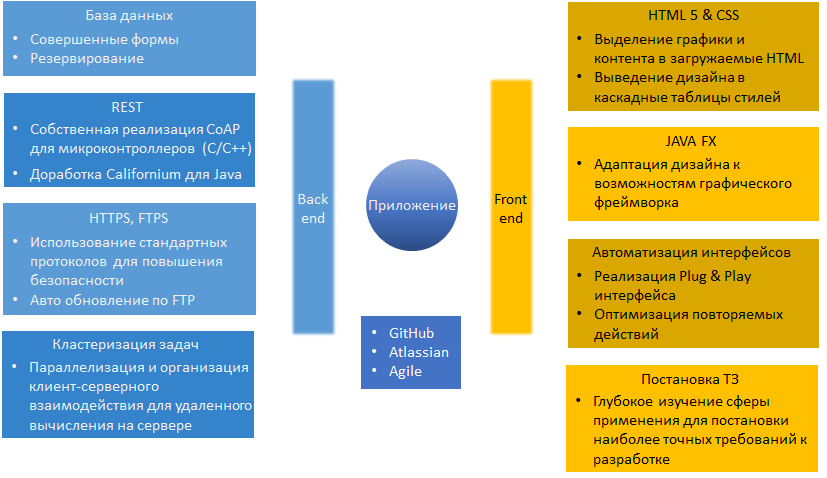 База данных
• Совершенные формы
• Резервирование
REST
• Собственная реализация CoAP
для микроконтроллеров (C/C++)
• Доработка Californium для Java
HTTPS, FTPS
• Использование стандартных
протоколов для повышения
безопасности
• Авто обновление по FTP
Кластеризация задач
• Параллелизация и организация
клиент-серверного
взаимодействия для удаленного
вычисления на сервере
Back
end
Приложение
• GitHub
• Atlassian
• Agile
Front
end
HTML 5 & CSS
• Выделение графики и
контента в загружаемые HTML
• Выведение дизайна в
каскадные таблицы стилей
JAVA FX
• Адаптация дизайна к
возможностям графического
фреймворка
Автоматизация интерфейсов
• Реализация Plug & Play
интерфейса
• Оптимизация повторяемых
действий
Постановка ТЗ
• Глубокое изучение сферы
применения для постановки
наиболее точных требований к
разработке